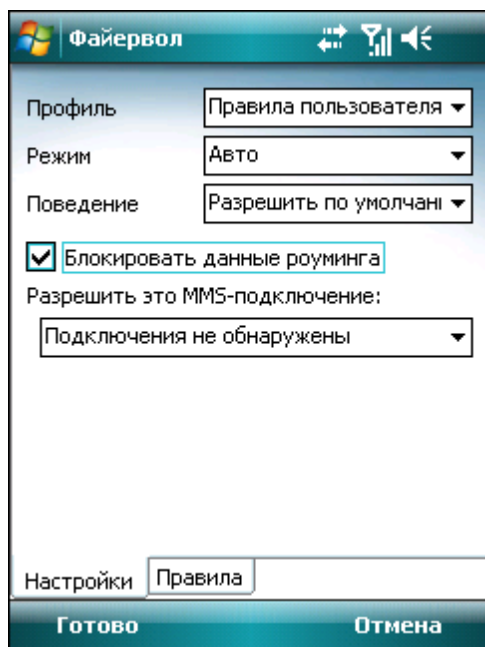 Файервол
Профиль Правила пользователя
Режим Авто
Поведение Разрешить по умолчані
Блокировать данные роуминга
Разрешить это MMS-подключение:
Подключения не обнаружены
Настройки Правила
Готово Отмена